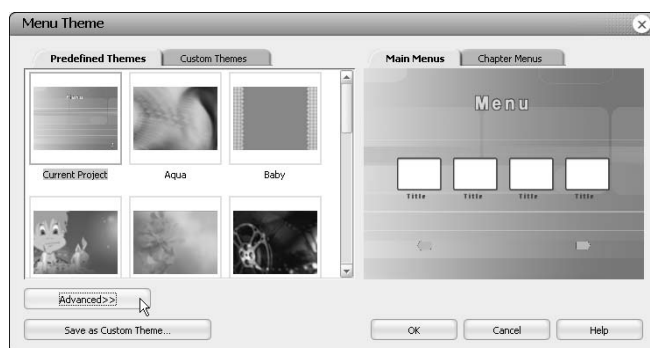 Menu Theme
Predefined Themes
Custom Themes
Main Menus
Chapter Menus
Menu
Current Project
Aqua
Baby
Title
Title
Title
Title
Advanced>>
Save as Custom Theme...
OK
Cancel
Help